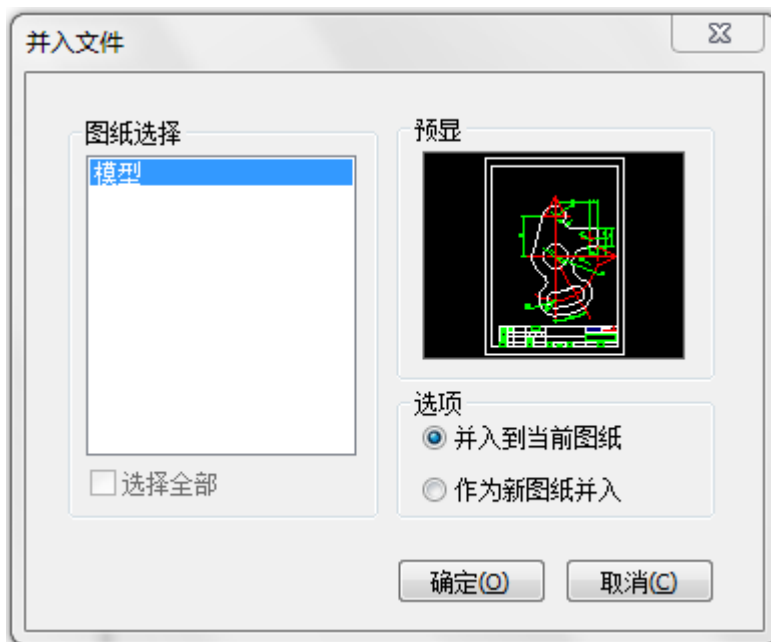 并入文件
图纸选择
模型
选择全部
预显
选项
并入到当前图纸
作为新图纸并入
确定(O)
取消(C)